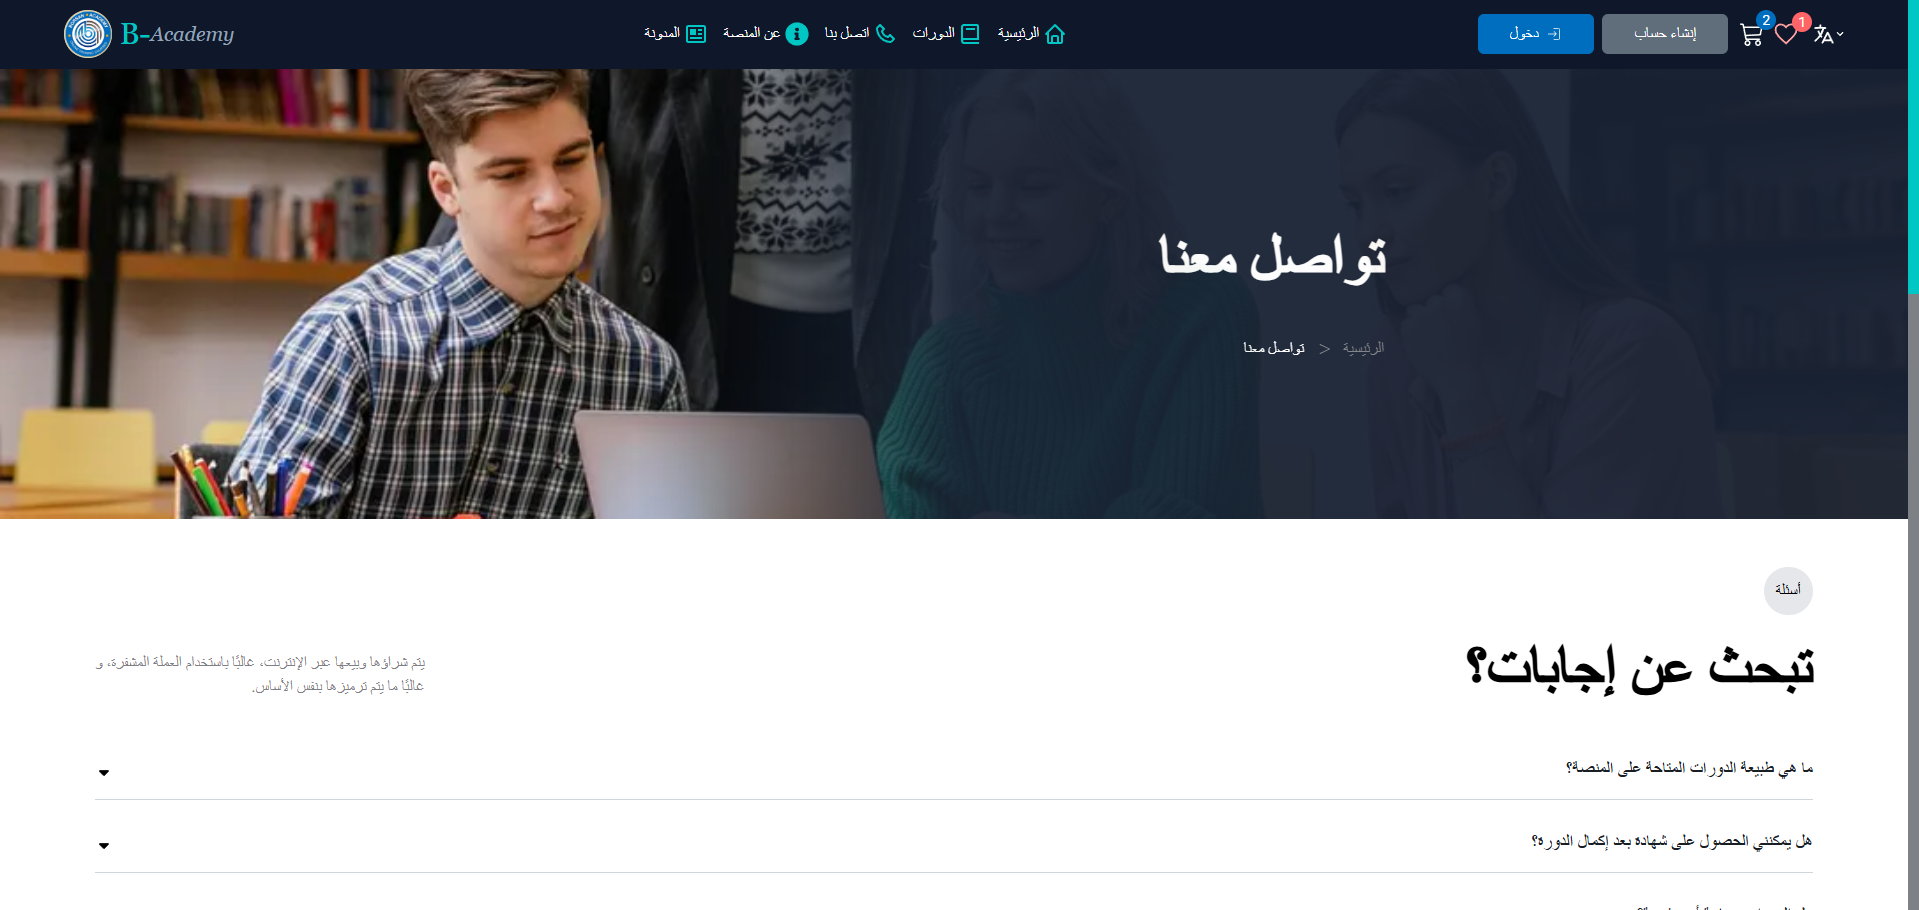 B-Academy
الرئيسية
الدورات
اتصل بنا
عن المنصة
المدونة
1
2
إنشاء حساب
دخول
تواصل معنا
الرئيسية > تواصل معنا
أسئلة
تبحث عن إجابات؟
يتم شراؤها وبيعها عبر الإنترنت، غالبًا باستخدام العملة المشفرة، و
غالبًا ما يتم ترميزها بنفس الأساس.
ما هي طبيعة الدورات المتاحة على المنصة؟
هل يمكنني الحصول على شهادة بعد إكمال الدورة؟